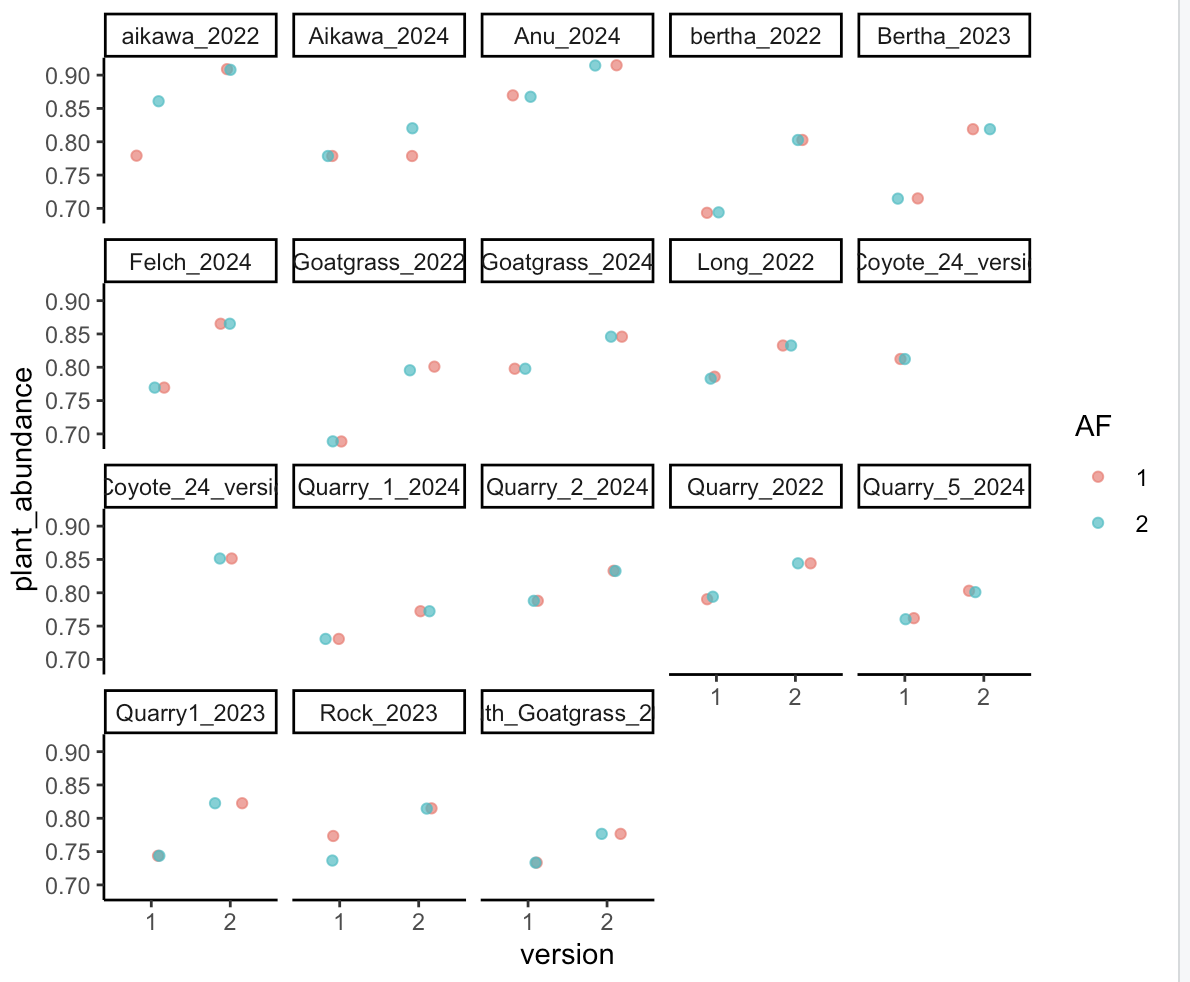 aikawa_2022 Aikawa_2024 Anu_2024 bertha_2022 Bertha_2023
0.90
0.85
0.80
0.75
0.70
Felch_2024 Goatgrass_2022 Goatgrass_2024 Long_2022 Coyote_24_versi
0.90
0.85
0.80
0.75
0.70
Coyote_24_versi Quarry_1_2024 Quarry_2_2024 Quarry_2022 Quarry_5_2024
0.90
0.85
0.80
0.75
0.70
1 2 1 2
Quarry1_2023 Rock_2023 th_Goatgrass_2
0.90
0.85
0.80
0.75
0.70
1 2 1 2 1 2
version
plant_abundance
AF
1
2